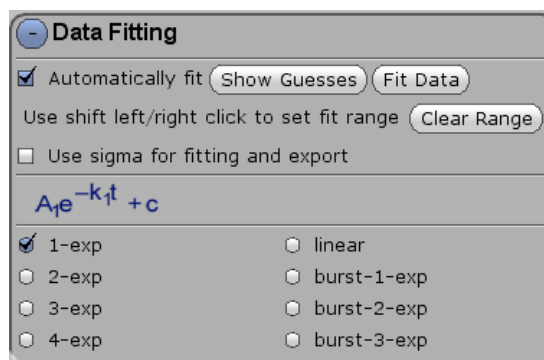 - Data Fitting
Automatically fit Show Guesses Fit Data
Use shift left/right click to set fit range Clear Range
Use sigma for fitting and export
A₁e^−k₁t + c
1-exp linear
2-exp burst-1-exp
3-exp burst-2-exp
4-exp burst-3-exp